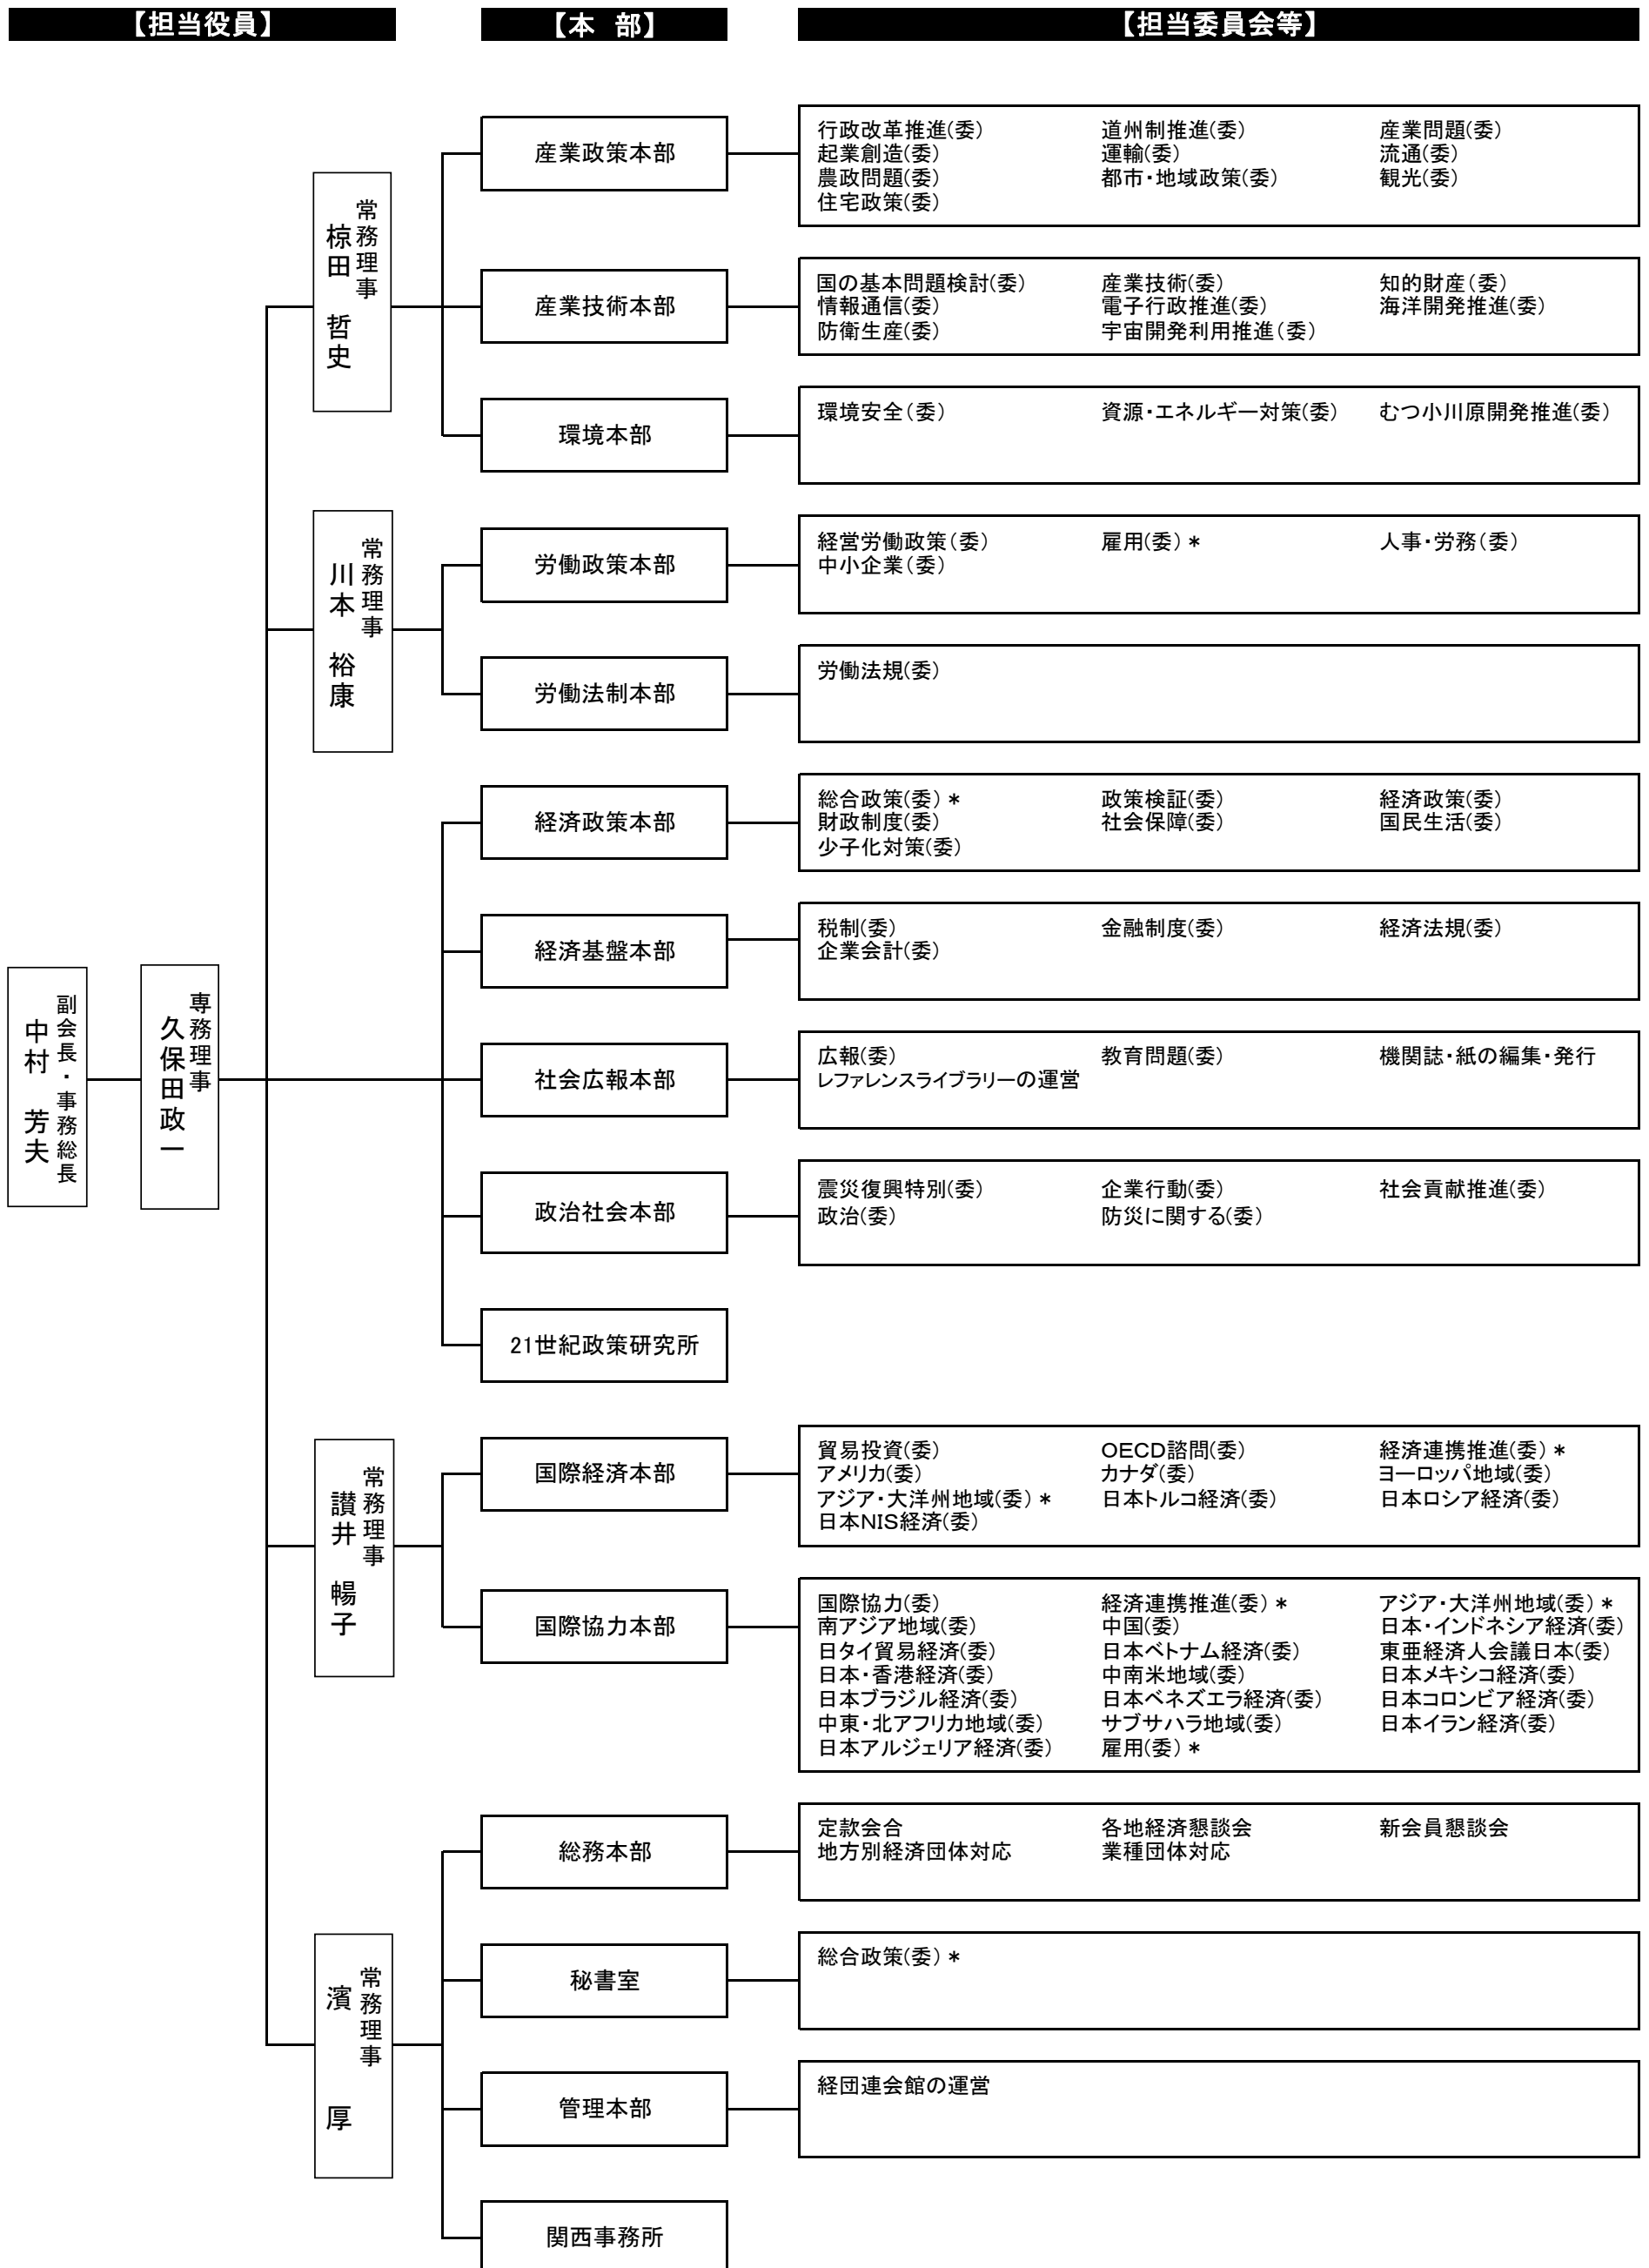 【担当役員】 【本 部】 【担当委員会等】
副会長・事務総長
中村 芳夫
専務理事
久保田政一
常務理事
椋田 哲史
産業政策本部
行政改革推進(委) 道州制推進(委) 産業問題(委)
起業創造(委) 運輸(委) 流通(委)
農政問題(委) 都市・地域政策(委) 観光(委)
住宅政策(委)
産業技術本部
国の基本問題検討(委) 産業技術(委) 知的財産(委)
情報通信(委) 電子行政推進(委) 海洋開発推進(委)
防衛生産(委) 宇宙開発利用推進(委)
環境本部
環境安全(委) 資源・エネルギー対策(委) むつ小川原開発推進(委)
常務理事
川本 裕康
労働政策本部
経営労働政策(委) 雇用(委)* 人事・労務(委)
中小企業(委)
労働法制本部
労働法規(委)
経済政策本部
総合政策(委)* 政策検証(委) 経済政策(委)
財政制度(委) 社会保障(委) 国民生活(委)
少子化対策(委)
経済基盤本部
税制(委) 金融制度(委) 経済法規(委)
企業会計(委)
社会広報本部
広報(委) 教育問題(委) 機関誌・紙の編集・発行
レファレンスライブラリーの運営
政治社会本部
震災復興特別(委) 企業行動(委) 社会貢献推進(委)
政治(委) 防災に関する(委)
21世紀政策研究所
常務理事
讃井 暢子
国際経済本部
貿易投資(委) OECD諮問(委) 経済連携推進(委)*
アメリカ(委) カナダ(委) ヨーロッパ地域(委)
アジア・大洋州地域(委)* 日本トルコ経済(委) 日本ロシア経済(委)
日本NIS経済(委)
国際協力本部
国際協力(委) 経済連携推進(委)* アジア・大洋州地域(委)*
南アジア地域(委) 中国(委) 日本・インドネシア経済(委)
日タイ貿易経済(委) 日本ベトナム経済(委) 東亜経済人会議日本(委)
日本・香港経済(委) 中南米地域(委) 日本メキシコ経済(委)
日本ブラジル経済(委) 日本ベネズエラ経済(委) 日本コロンビア経済(委)
中東・北アフリカ地域(委) サブサハラ地域(委) 日本イラン経済(委)
日本アルジェリア経済(委) 雇用(委)*
常務理事
濱 厚
総務本部
定款会合 各地経済懇談会 新会員懇談会
地方別経済団体対応 業種団体対応
秘書室
総合政策(委)*
管理本部
経団連会館の運営
関西事務所